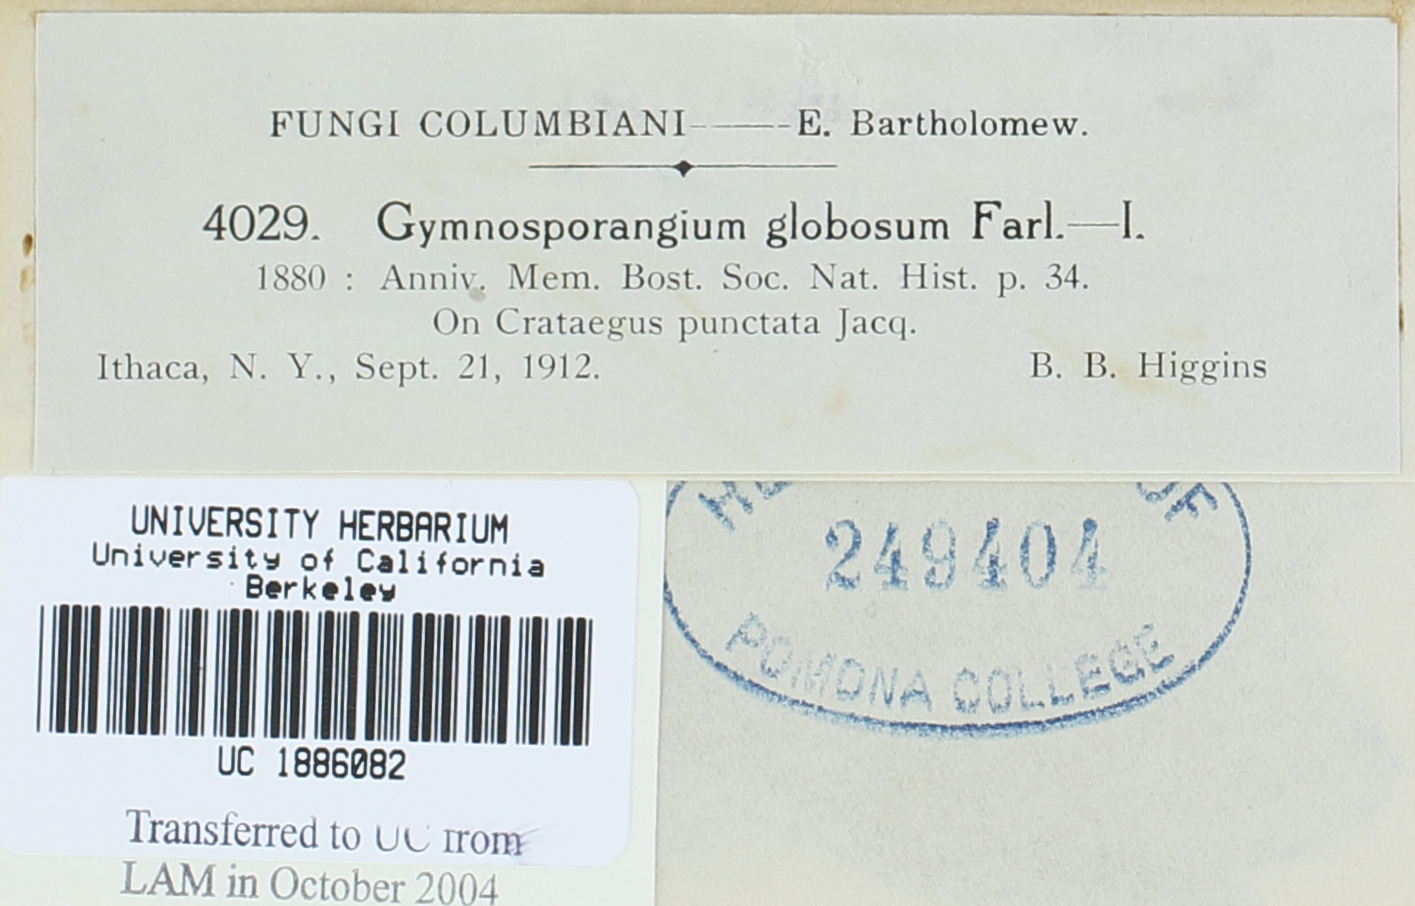 FUNGI COLUMBIANI——E. Bartholomew.
4029. Gymnosporangium globosum Farl.—I.
1880 : Anniv. Mem. Bost. Soc. Nat. Hist. p. 34.
On Crataegus punctata Jacq.
Ithaca, N. Y., Sept. 21, 1912. B. B. Higgins
UNIVERSITY HERBARIUM
University of California
Berkeley
UC 1886082
Transferred to UC from
LAM in October 2004
OF
249404
POMONA COLLEGE